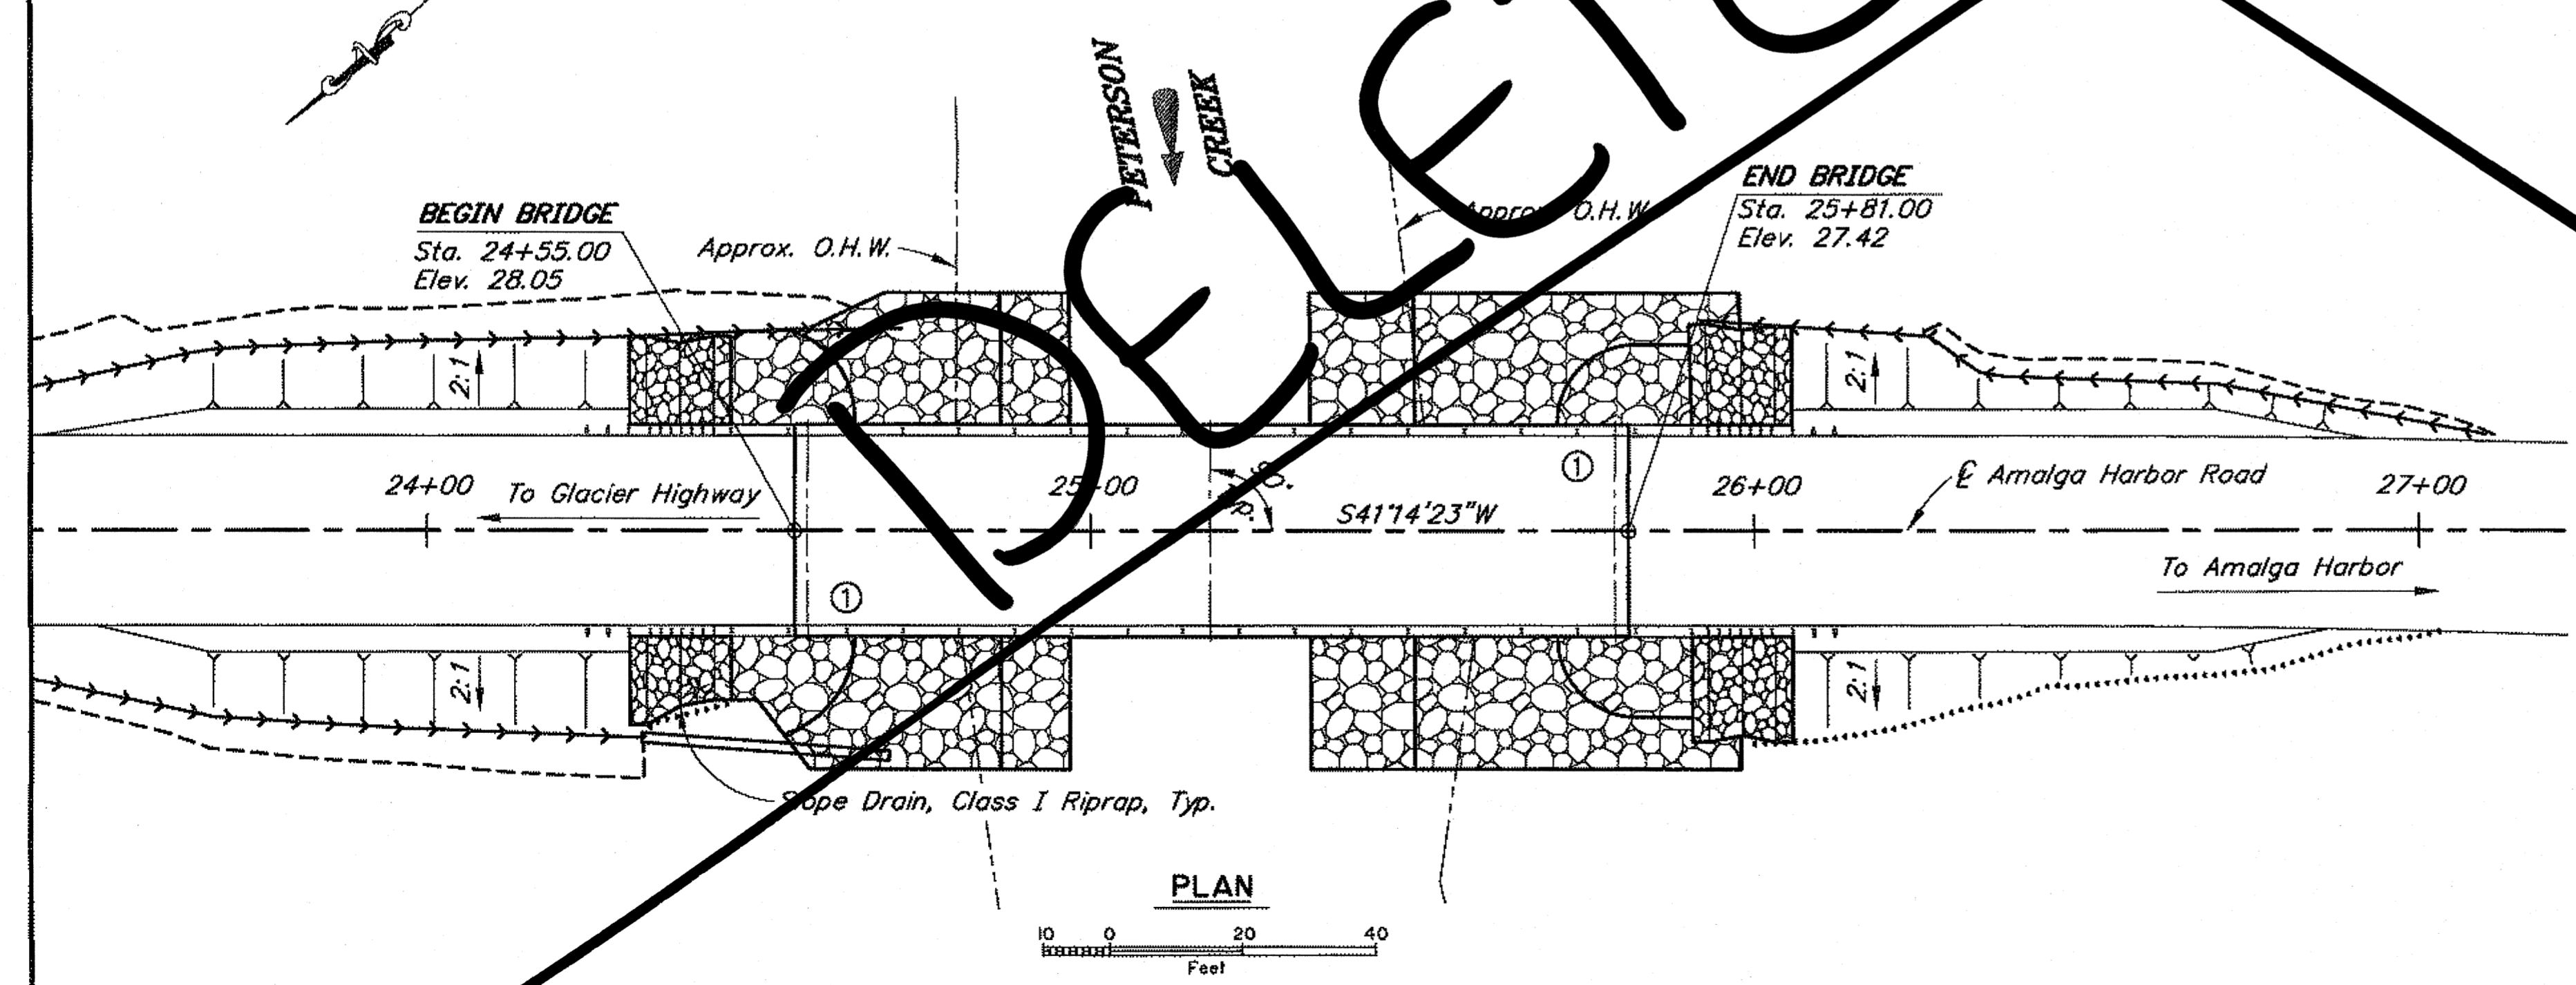 PETERSON
CREEK
BEGIN BRIDGE
Sta. 24+55.00
Elev. 28.05
Approx. O.H.W.
Approx. O.H.W.
END BRIDGE
Sta. 25+81.00
Elev. 27.42
2:1
2:1
24+00
To Glacier Highway
25+00
1
S41°14'23"W
26+00
℄ Amalga Harbor Road
27+00
To Amalga Harbor
1
2:1
2:1
Slope Drain, Class I Riprap, Typ.
PLAN
10 0 20 40
Feet